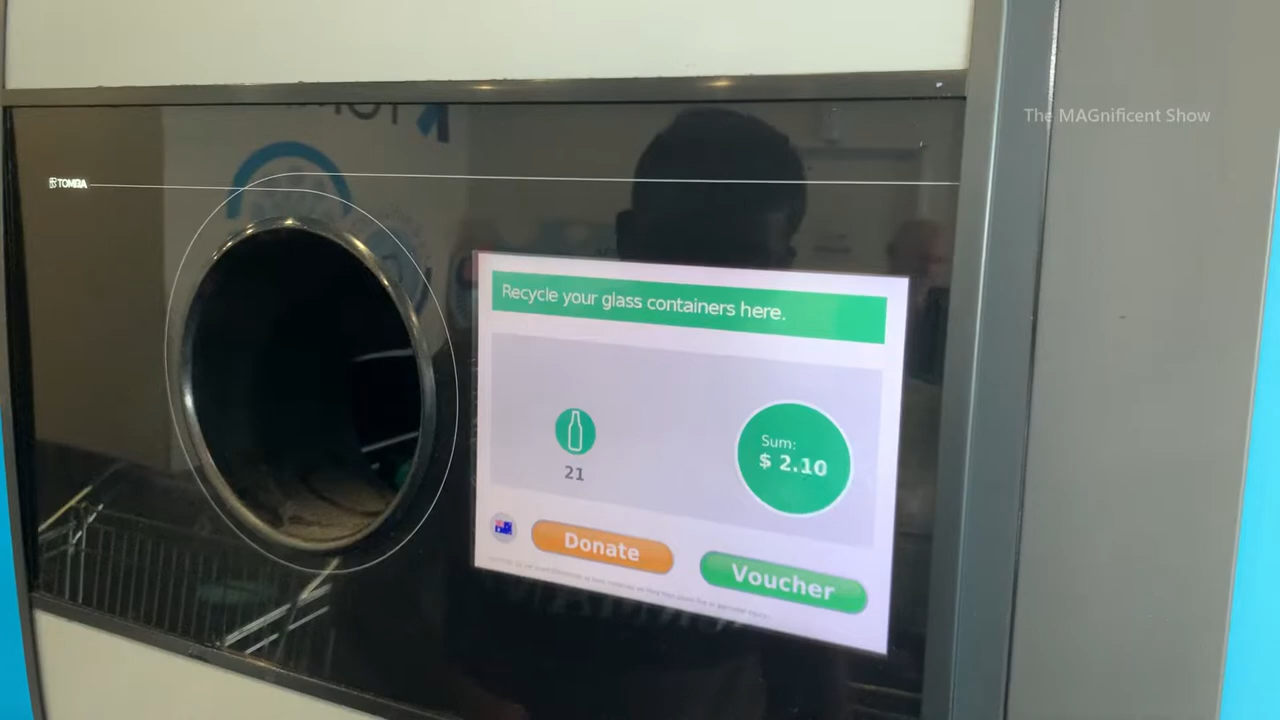 The MAGnificent Show
TOMRA
Recycle your glass containers here.
Sum:
$ 2.10
21
Donate
Voucher